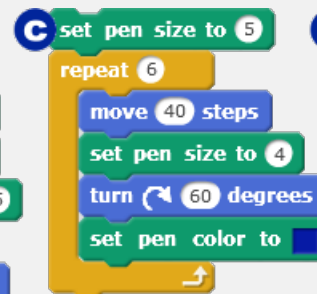 C set pen size to 5
repeat 6
move 40 steps
set pen size to 4
turn 60 degrees
set pen color to